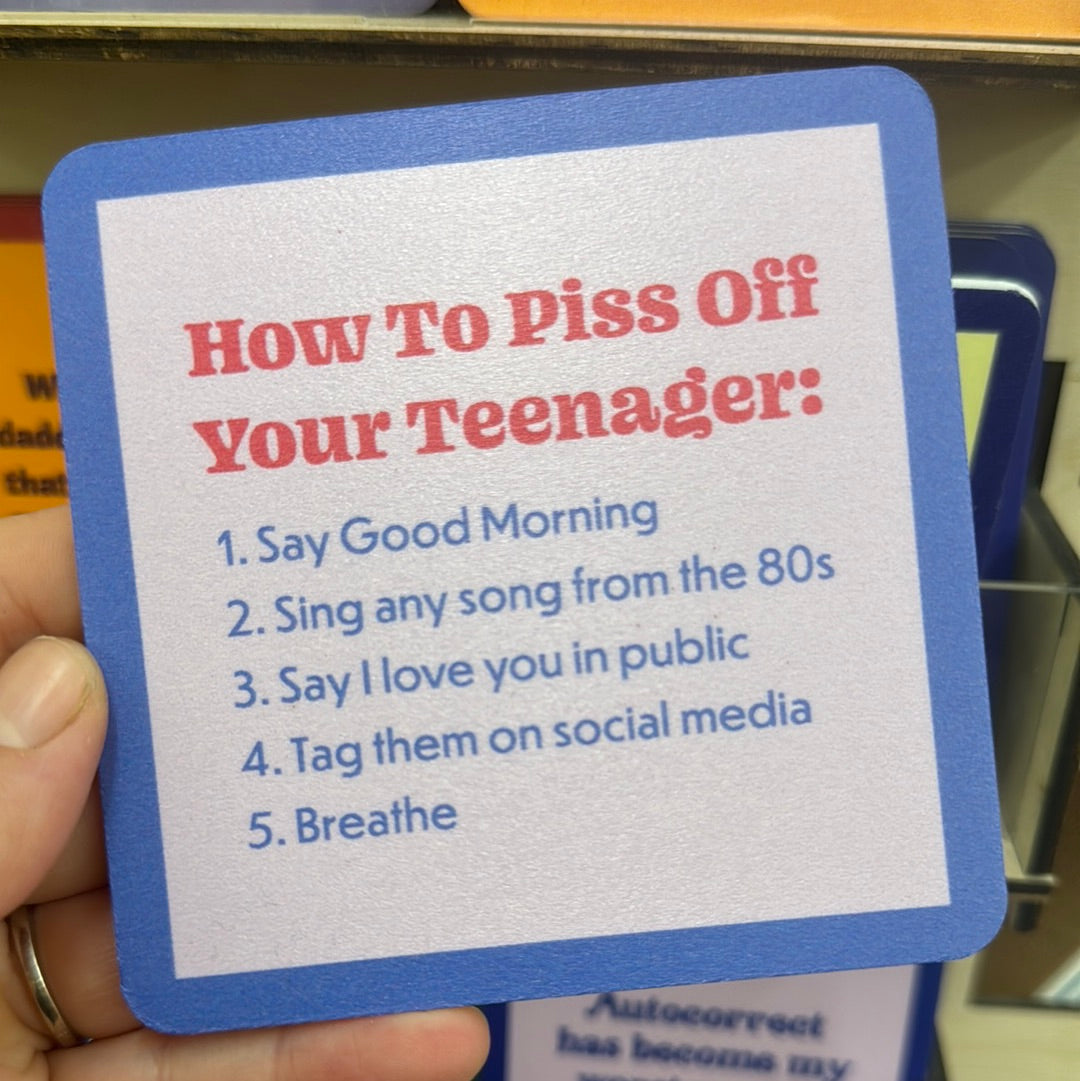 How To Piss Off
Your Teenager:
1. Say Good Morning
2. Sing any song from the 80s
3. Say I love you in public
4. Tag them on social media
5. Breathe
that
Autocorrect
has become my